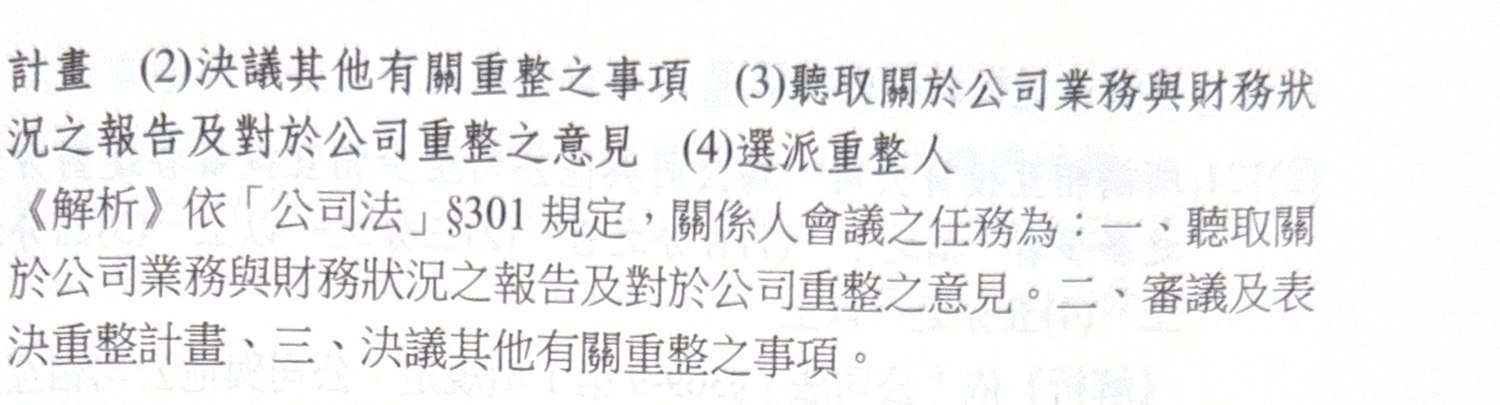 計畫　(2)決議其他有關重整之事項　(3)聽取關於公司業務與財務狀
況之報告及對於公司重整之意見　(4)選派重整人
《解析》依「公司法」§301 規定，關係人會議之任務為：一、聽取關
於公司業務與財務狀況之報告及對於公司重整之意見。二、審議及表
決重整計畫、三、決議其他有關重整之事項。